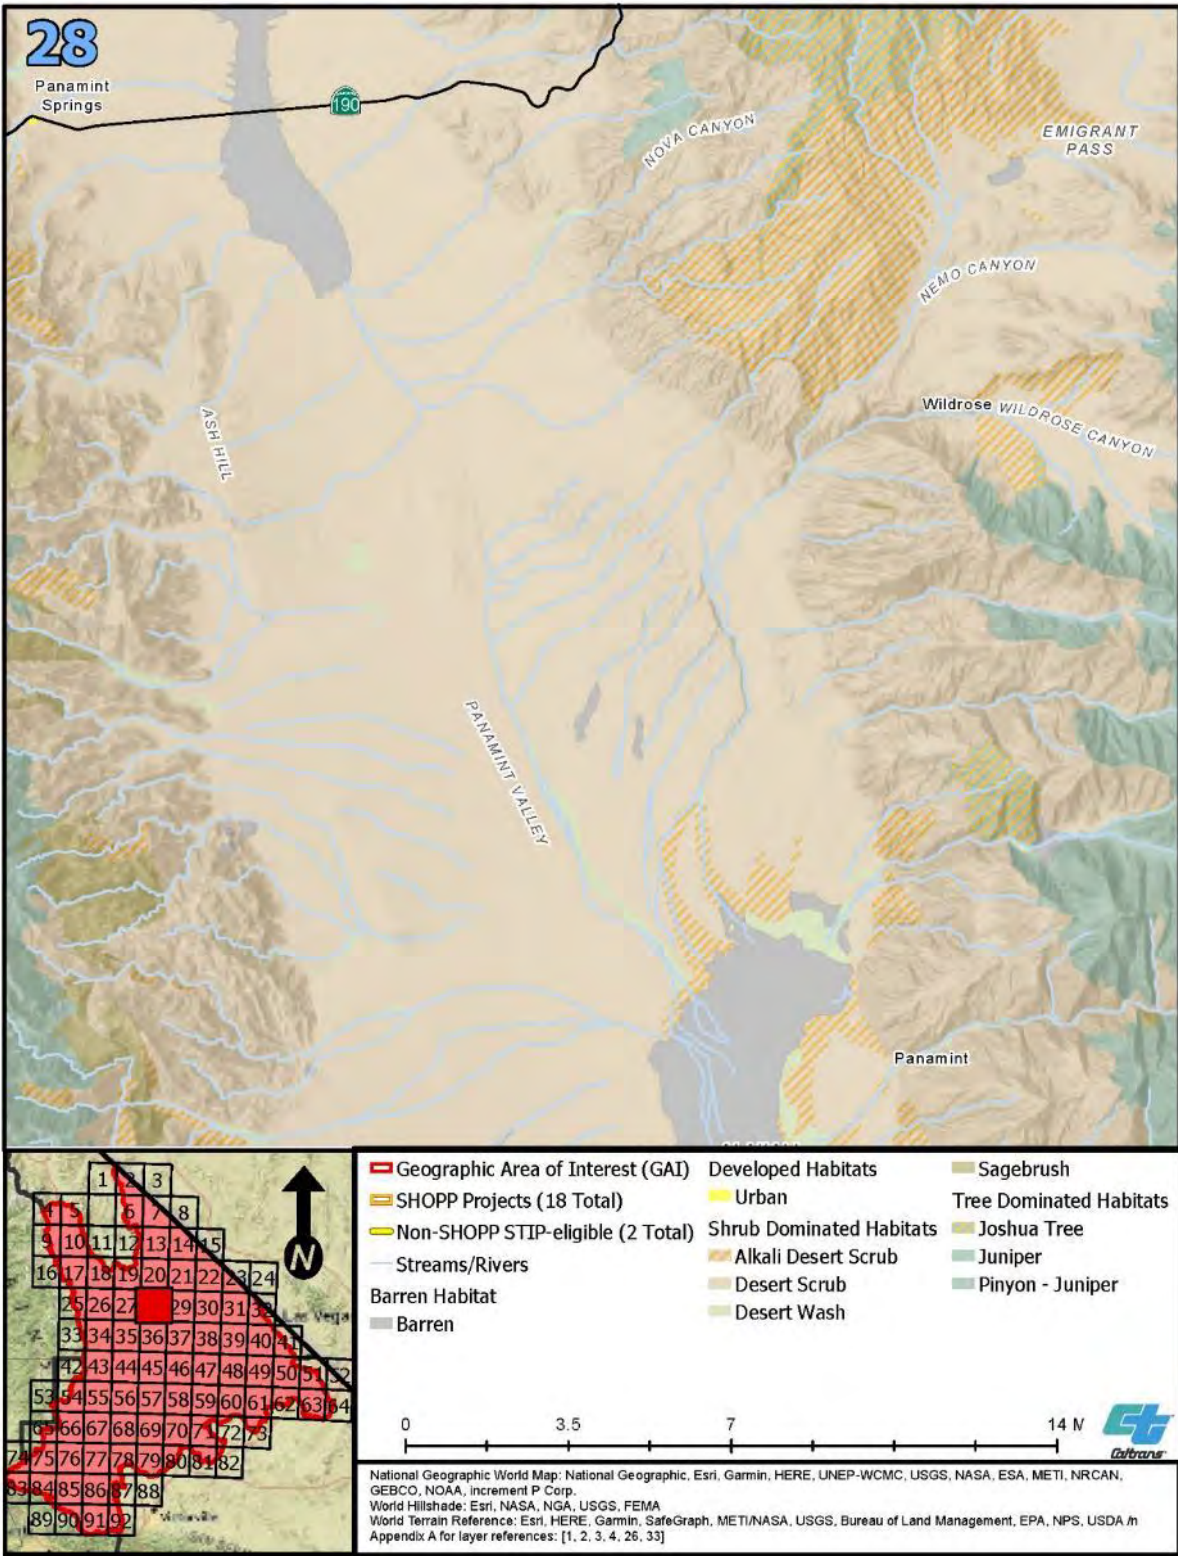 28
Panamint
Springs
190
NOVA CANYON
EMIGRANT
PASS
NEMO CANYON
Wildrose WILDROSE CANYON
ASH HILL
PANAMINT VALLEY
Panamint
1 2 3
4 5 6 7 8
9 10 11 12 13 14 15
16 17 18 19 20 21 22 23 24
25 26 27 29 30 31 32
Las Vega
33 34 35 36 37 38 39 40 41
42 43 44 45 46 47 48 49 50 51 52
53 54 55 56 57 58 59 60 61 62 63 64
65 66 67 68 69 70 71 72 73
74 75 76 77 78 79 80 81 82
83 84 85 86 87 88
89 90 91 92
N
Geographic Area of Interest (GAI)
SHOPP Projects (18 Total)
Non-SHOPP STIP-eligible (2 Total)
Streams/Rivers
Barren Habitat
Barren
Developed Habitats
Urban
Shrub Dominated Habitats
Alkali Desert Scrub
Desert Scrub
Desert Wash
Sagebrush
Tree Dominated Habitats
Joshua Tree
Juniper
Pinyon - Juniper
0 3.5 7 14 M
ct
Caltrans
National Geographic World Map: National Geographic, Esri, Garmin, HERE, UNEP-WCMC, USGS, NASA, ESA, METI, NRCAN,
GEBCO, NOAA, increment P Corp.
World Hillshade: Esri, NASA, NGA, USGS, FEMA
World Terrain Reference: Esri, HERE, Garmin, SafeGraph, METI/NASA, USGS, Bureau of Land Management, EPA, NPS, USDA /n
Appendix A for layer references: [1, 2, 3, 4, 26, 33]